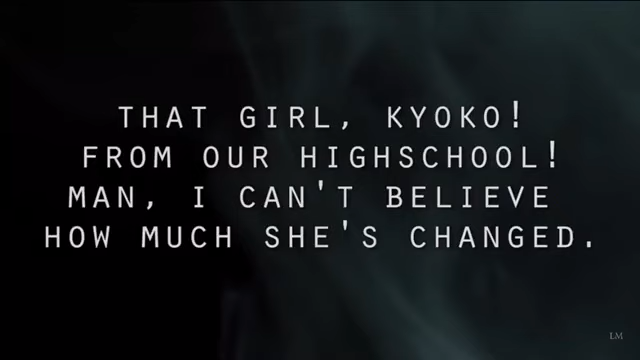 THAT GIRL, KYOKO!
FROM OUR HIGHSCHOOL!
MAN, I CAN'T BELIEVE
HOW MUCH SHE'S CHANGED.
LM